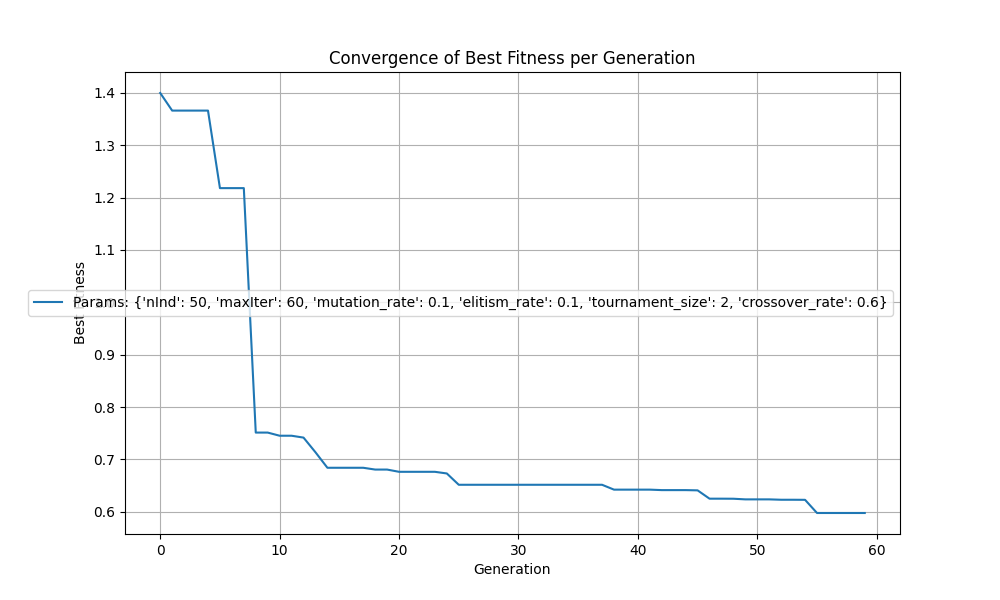 Convergence of Best Fitness per Generation
1.4
1.3
1.2
1.1
0.9
0.8
0.7
0.6
Params: {'nInd': 50, 'maxIter': 60, 'mutation_rate': 0.1, 'elitism_rate': 0.1, 'tournament_size': 2, 'crossover_rate': 0.6}
0 10 20 30 40 50 60
Generation